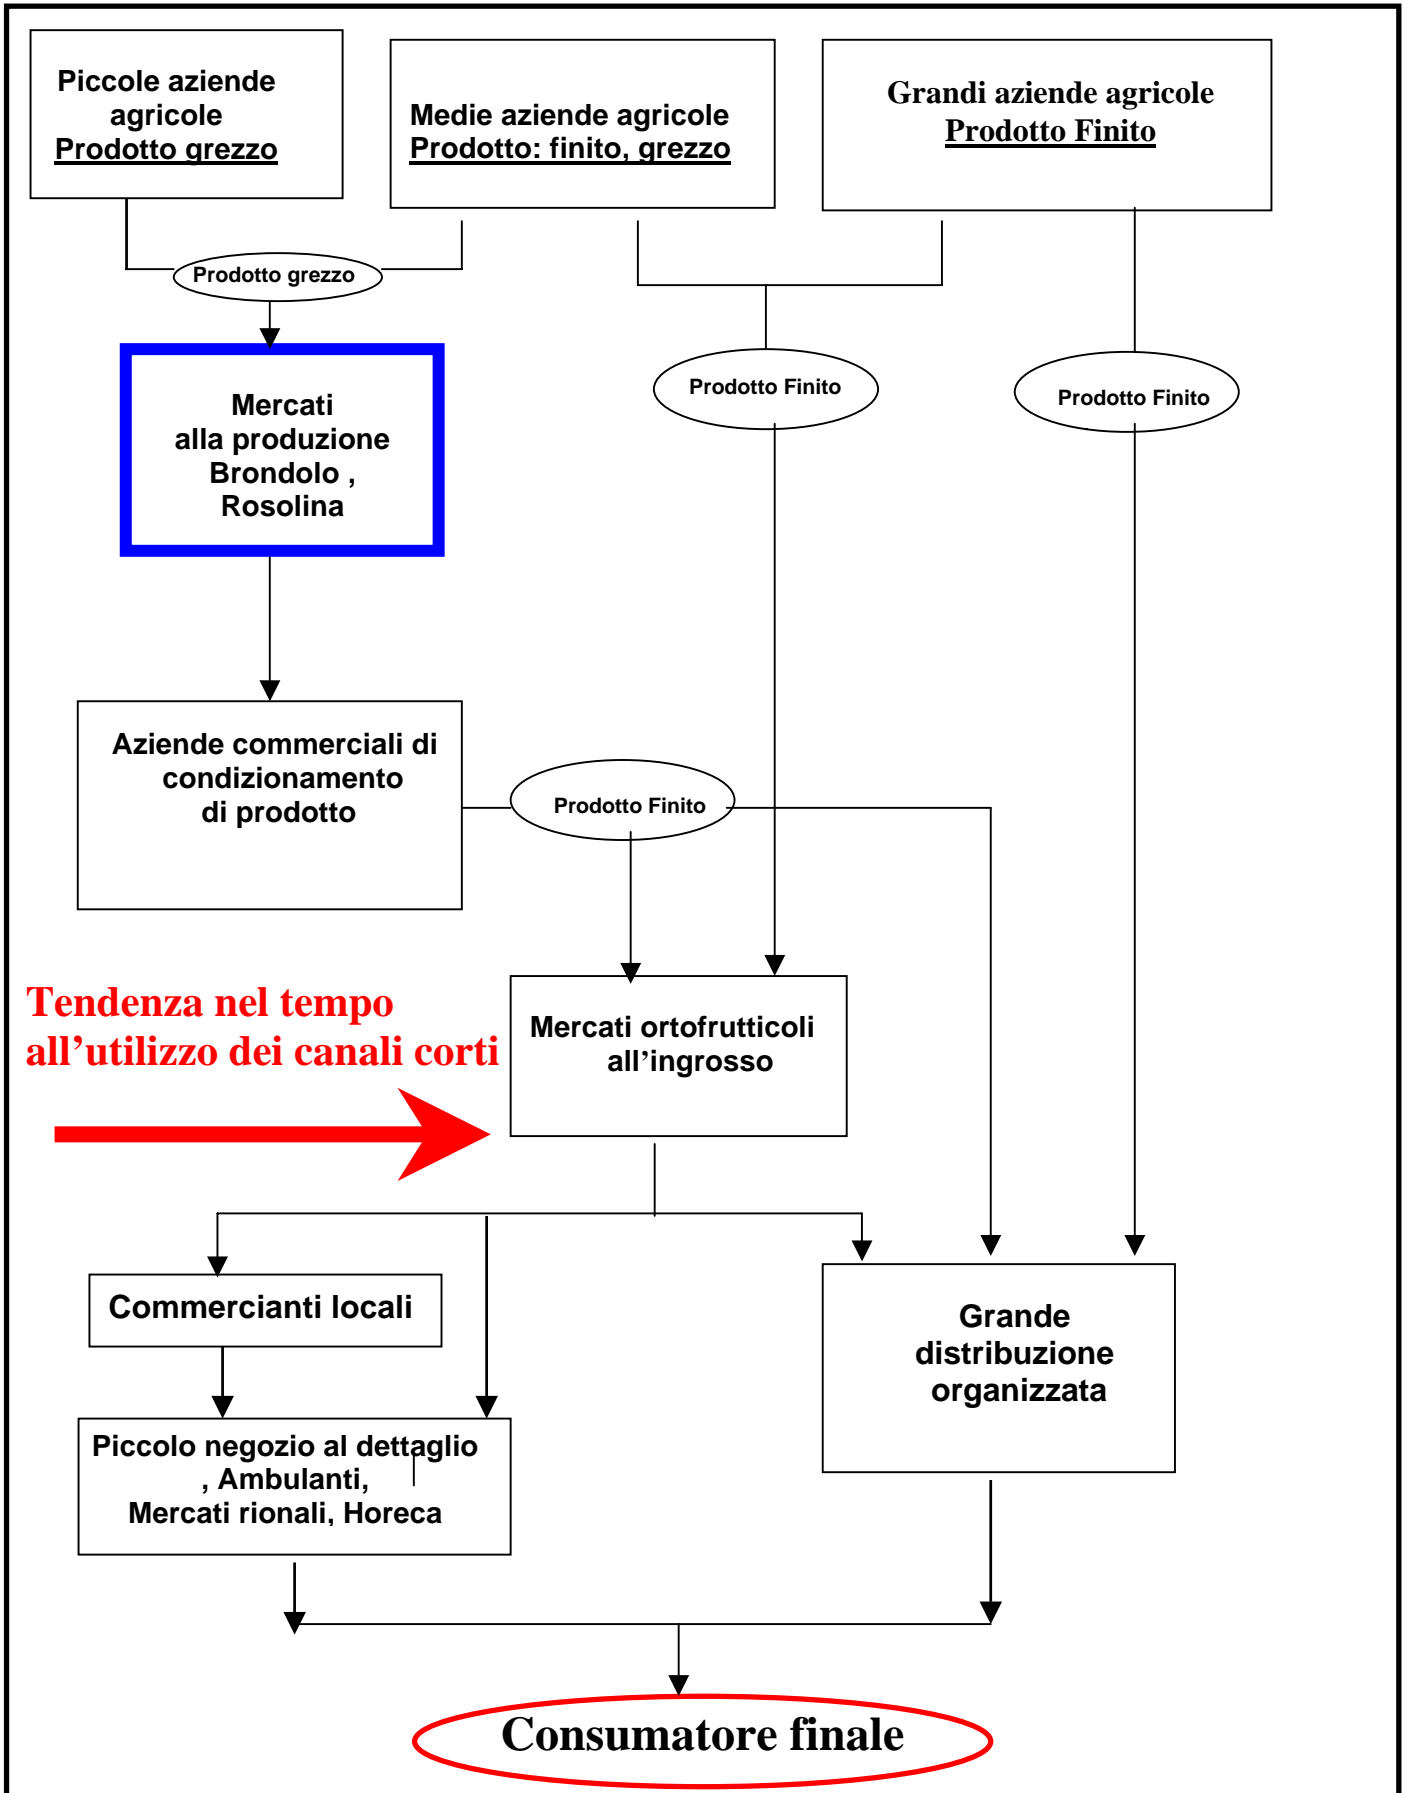 Piccole aziende
agricole
Prodotto grezzo
Medie aziende agricole
Prodotto: finito, grezzo
Grandi aziende agricole
Prodotto Finito
Prodotto grezzo
Mercati
alla produzione
Brondolo ,
Rosolina
Prodotto Finito
Prodotto Finito
Aziende commerciali di
condizionamento
di prodotto
Prodotto Finito
Tendenza nel tempo
all’utilizzo dei canali corti
Mercati ortofrutticoli
all’ingrosso
Commercianti locali
Grande
distribuzione
organizzata
Piccolo negozio al dettaglio
, Ambulanti,
Mercati rionali, Horeca
Consumatore finale